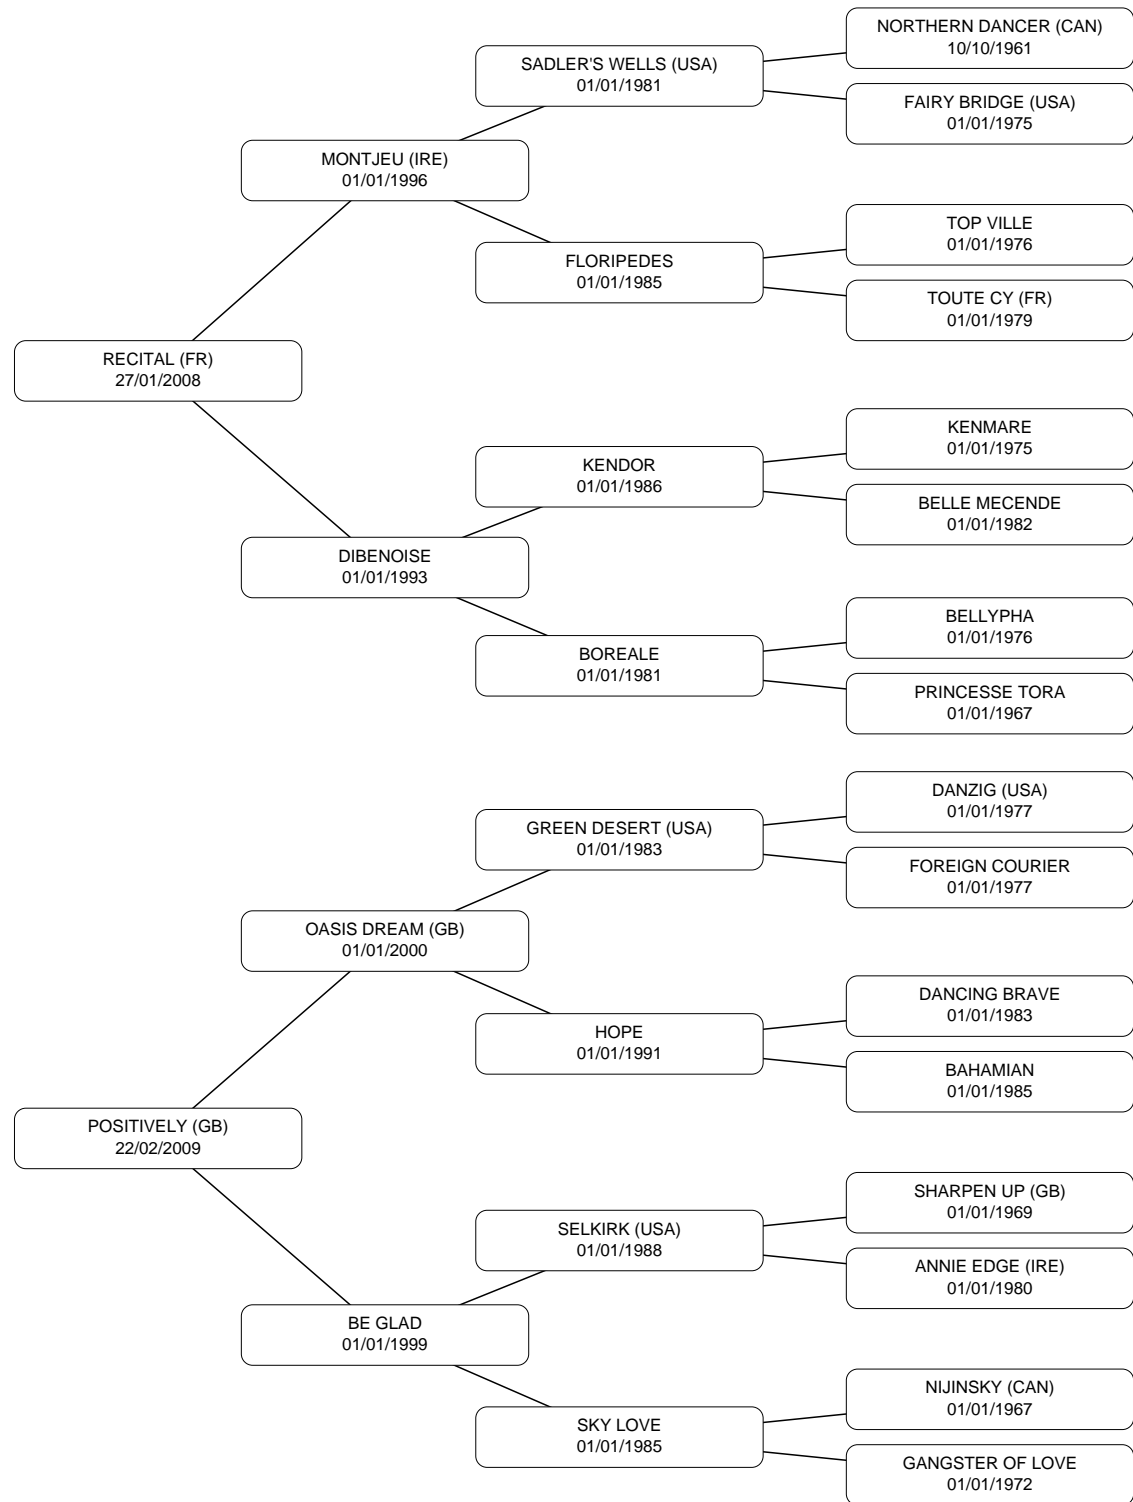 NORTHERN DANCER (CAN)
10/10/1961
SADLER'S WELLS (USA)
01/01/1981
FAIRY BRIDGE (USA)
01/01/1975
MONTJEU (IRE)
01/01/1996
TOP VILLE
01/01/1976
FLORIPEDES
01/01/1985
TOUTE CY (FR)
01/01/1979
RECITAL (FR)
27/01/2008
KENMARE
01/01/1975
KENDOR
01/01/1986
BELLE MECENDE
01/01/1982
DIBENOISE
01/01/1993
BELLYPHA
01/01/1976
BOREALE
01/01/1981
PRINCESSE TORA
01/01/1967
DANZIG (USA)
01/01/1977
GREEN DESERT (USA)
01/01/1983
FOREIGN COURIER
01/01/1977
OASIS DREAM (GB)
01/01/2000
DANCING BRAVE
01/01/1983
HOPE
01/01/1991
BAHAMIAN
01/01/1985
POSITIVELY (GB)
22/02/2009
SHARPEN UP (GB)
01/01/1969
SELKIRK (USA)
01/01/1988
ANNIE EDGE (IRE)
01/01/1980
BE GLAD
01/01/1999
NIJINSKY (CAN)
01/01/1967
SKY LOVE
01/01/1985
GANGSTER OF LOVE
01/01/1972